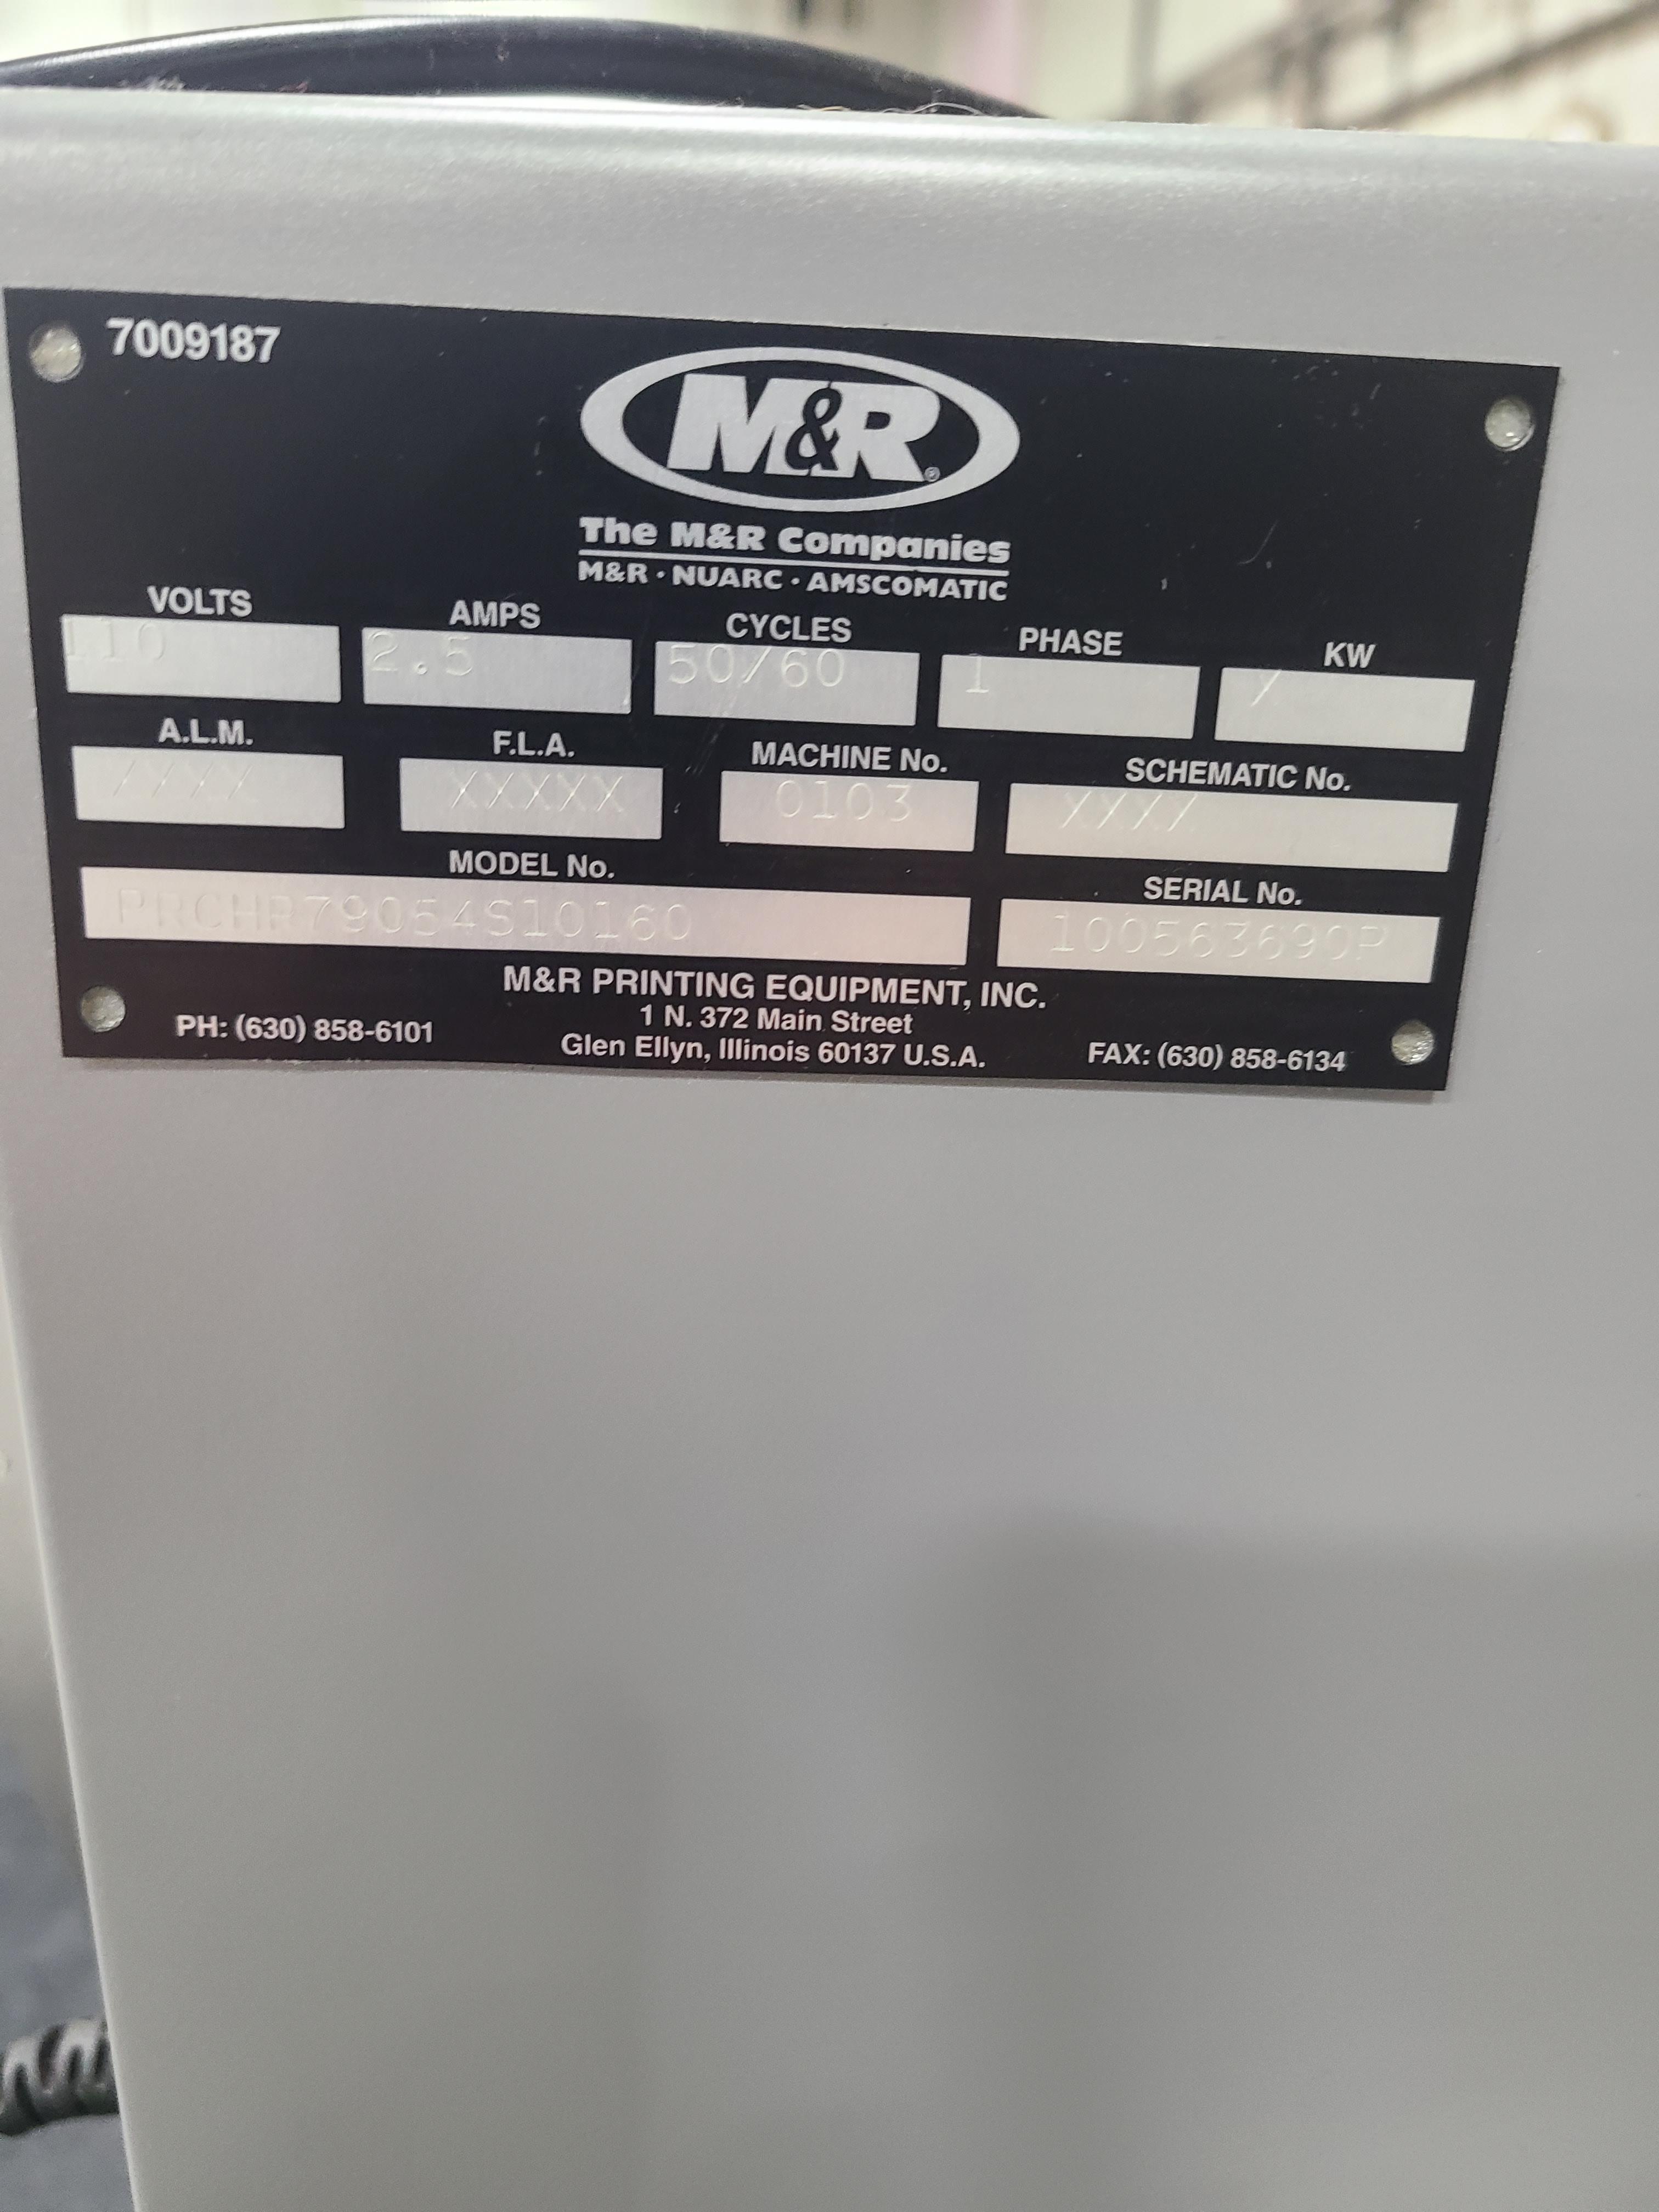 7009187
M&R®
The M&R Companies
M&R · NUARC · AMSCOMATIC
VOLTS AMPS CYCLES PHASE KW
110 2.5 50/60 1 /
A.L.M. F.L.A. MACHINE No. SCHEMATIC No.
//// XXXXX 0103 XXXX
MODEL No. SERIAL No.
PRCHP79054S10160 100563690P
M&R PRINTING EQUIPMENT, INC.
1 N. 372 Main Street
PH: (630) 858-6101 Glen Ellyn, Illinois 60137 U.S.A. FAX: (630) 858-6134